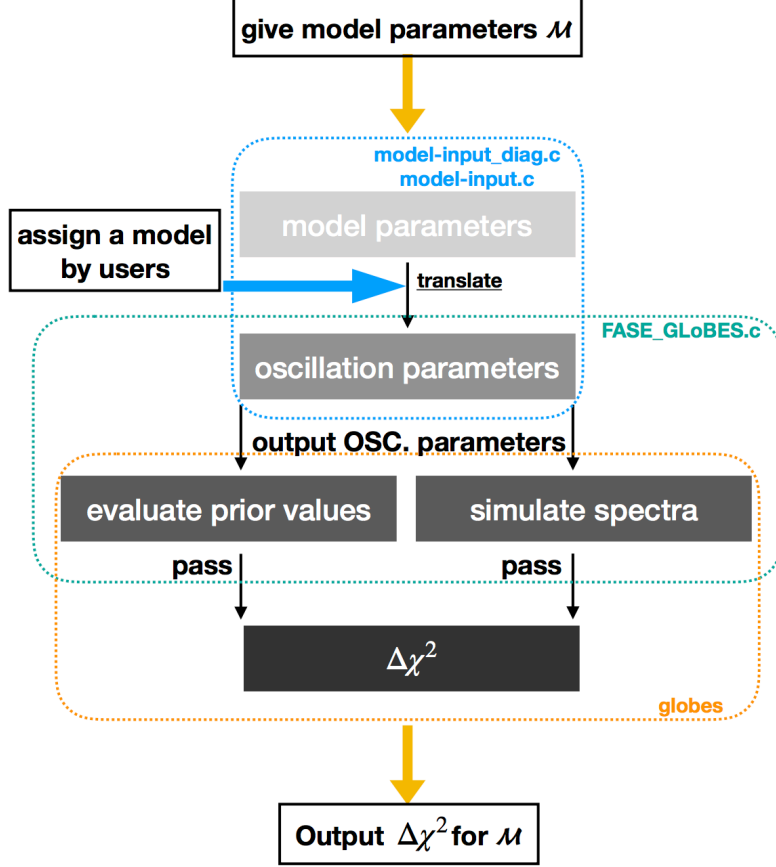 give model parameters ℳ
model-input_diag.c
model-input.c
model parameters
assign a model
by users
translate
FASE_GLoBES.c
oscillation parameters
output OSC. parameters
evaluate prior values
simulate spectra
pass
pass
Δχ²
globes
Output Δχ² for ℳ